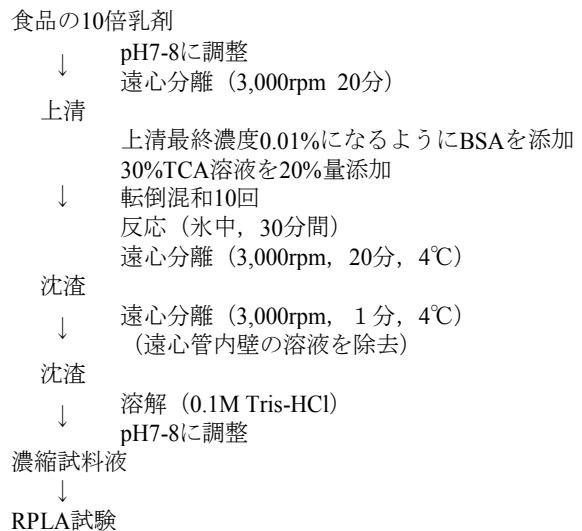 食品の10倍乳剤
pH7-8に調整
↓
遠心分離（3,000rpm 20分）
上清
上清最終濃度0.01%になるようにBSAを添加
30%TCA溶液を20%量添加
↓ 転倒混和10回
反応（氷中，30分間）
遠心分離（3,000rpm，20分，4℃）
沈渣
遠心分離（3,000rpm，１分，4℃）
↓
（遠心管内壁の溶液を除去）
沈渣
溶解（0.1M Tris-HCl）
↓
pH7-8に調整
濃縮試料液
↓
RPLA試験